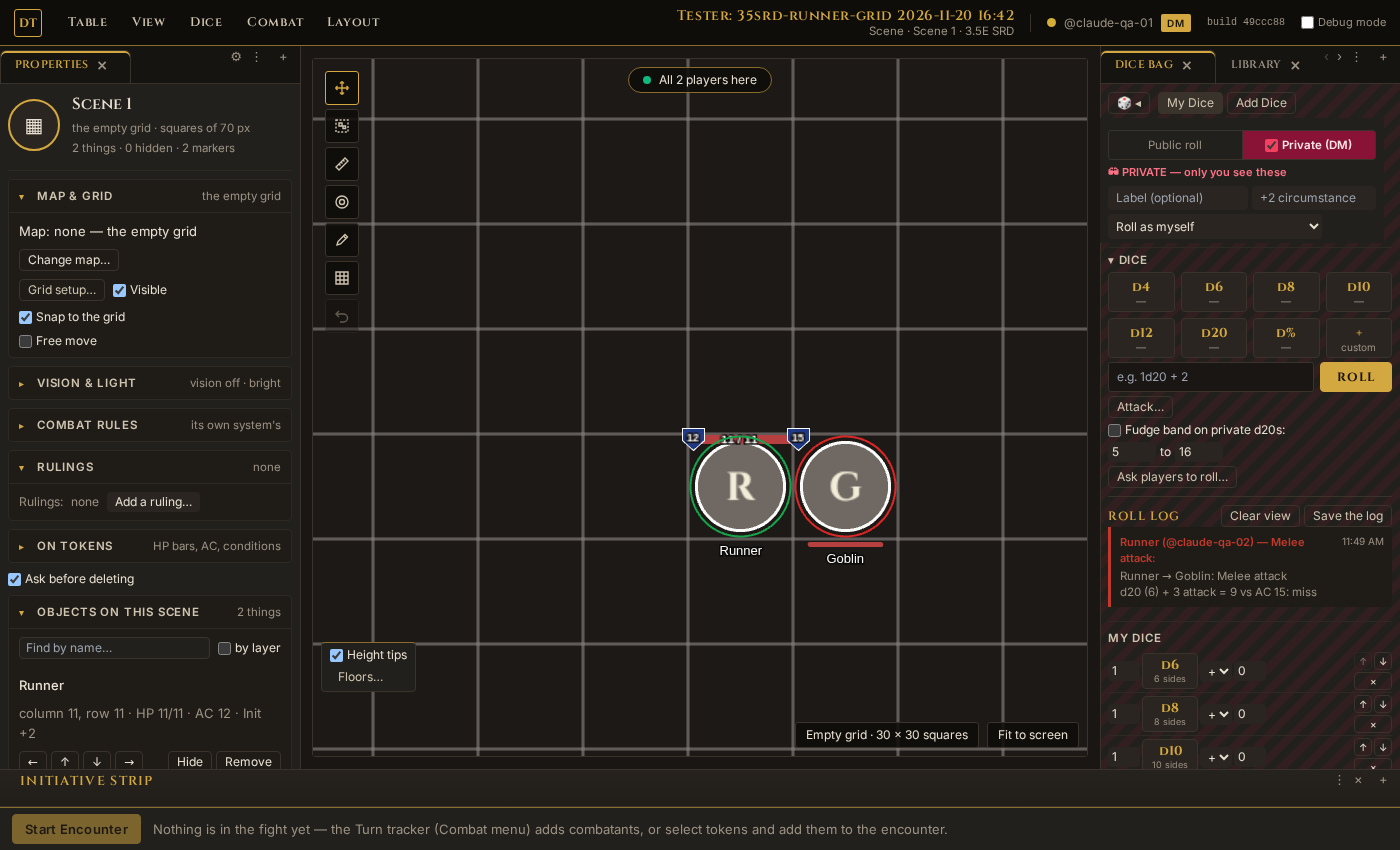 DT TABLE VIEW DICE COMBAT LAYOUT
TESTER: 35SRD-RUNNER-GRID 2026-11-20 16:42
Scene · Scene 1 · 3.5E SRD
@claude-qa-01 DM build 49ccc88 Debug mode
PROPERTIES
SCENE 1
the empty grid · squares of 70 px
2 things · 0 hidden · 2 markers
MAP & GRID the empty grid
Map: none — the empty grid
Change map...
Grid setup... Visible
Snap to the grid
Free move
VISION & LIGHT vision off · bright
COMBAT RULES its own system's
RULINGS none
Rulings: none Add a ruling...
ON TOKENS HP bars, AC, conditions
Ask before deleting
OBJECTS ON THIS SCENE 2 things
Find by name... by layer
Runner
column 11, row 11 · HP 11/11 · AC 12 · Init
+2
Hide Remove
All 2 players here
12 11/11 15
R G
Runner
Goblin
Height tips
Floors...
Empty grid · 30 × 30 squares Fit to screen
DICE BAG LIBRARY
My Dice Add Dice
Public roll Private (DM)
PRIVATE — only you see these
Label (optional) +2 circumstance
Roll as myself
DICE
D4 D6 D8 D10
— — — —
D12 D20 D% +
— — — custom
e.g. 1d20 + 2 ROLL
Attack...
Fudge band on private d20s:
5 to 16
Ask players to roll...
ROLL LOG Clear view Save the log
Runner (@claude-qa-02) — Melee 11:49 AM
attack:
Runner → Goblin: Melee attack
d20 (6) + 3 attack = 9 vs AC 15: miss
MY DICE
1 D6 + 0
6 sides
1 D8 + 0
8 sides
1 D10 + 0
10 sides
INITIATIVE STRIP
Start Encounter Nothing is in the fight yet — the Turn tracker (Combat menu) adds combatants, or select tokens and add them to the encounter.